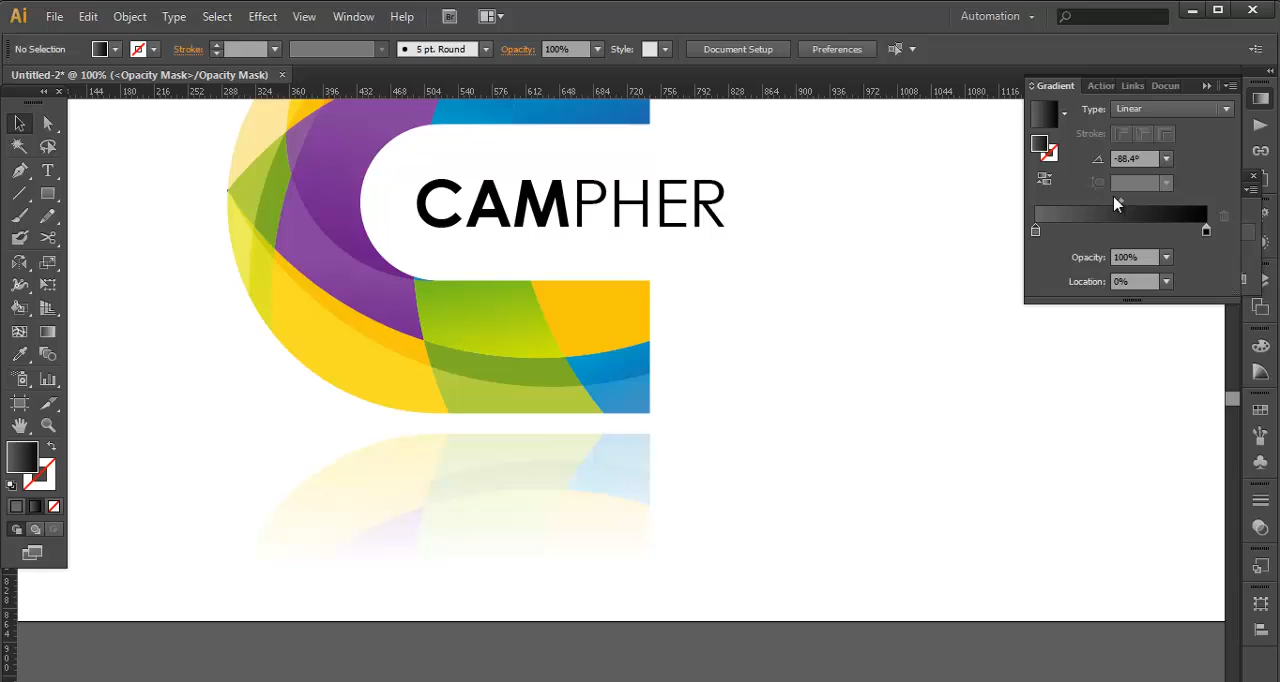 Ai File Edit Object Type Select Effect View Window Help Br Automation
No Selection Stroke: 5 pt. Round Opacity: 100% Style: Document Setup Preferences
Untitled-2* @ 100% (<Opacity Mask>/Opacity Mask) ×
144 180 216 252 288 324 360 396 432 468 504 540 576 612 648 684 720 756 792 828 864 900 936 972 1008 1044 1080 1116
Gradient Action Links Docum
Type: Linear
Stroke:
-88.4°
CAMPHER
Opacity: 100%
Location: 0%